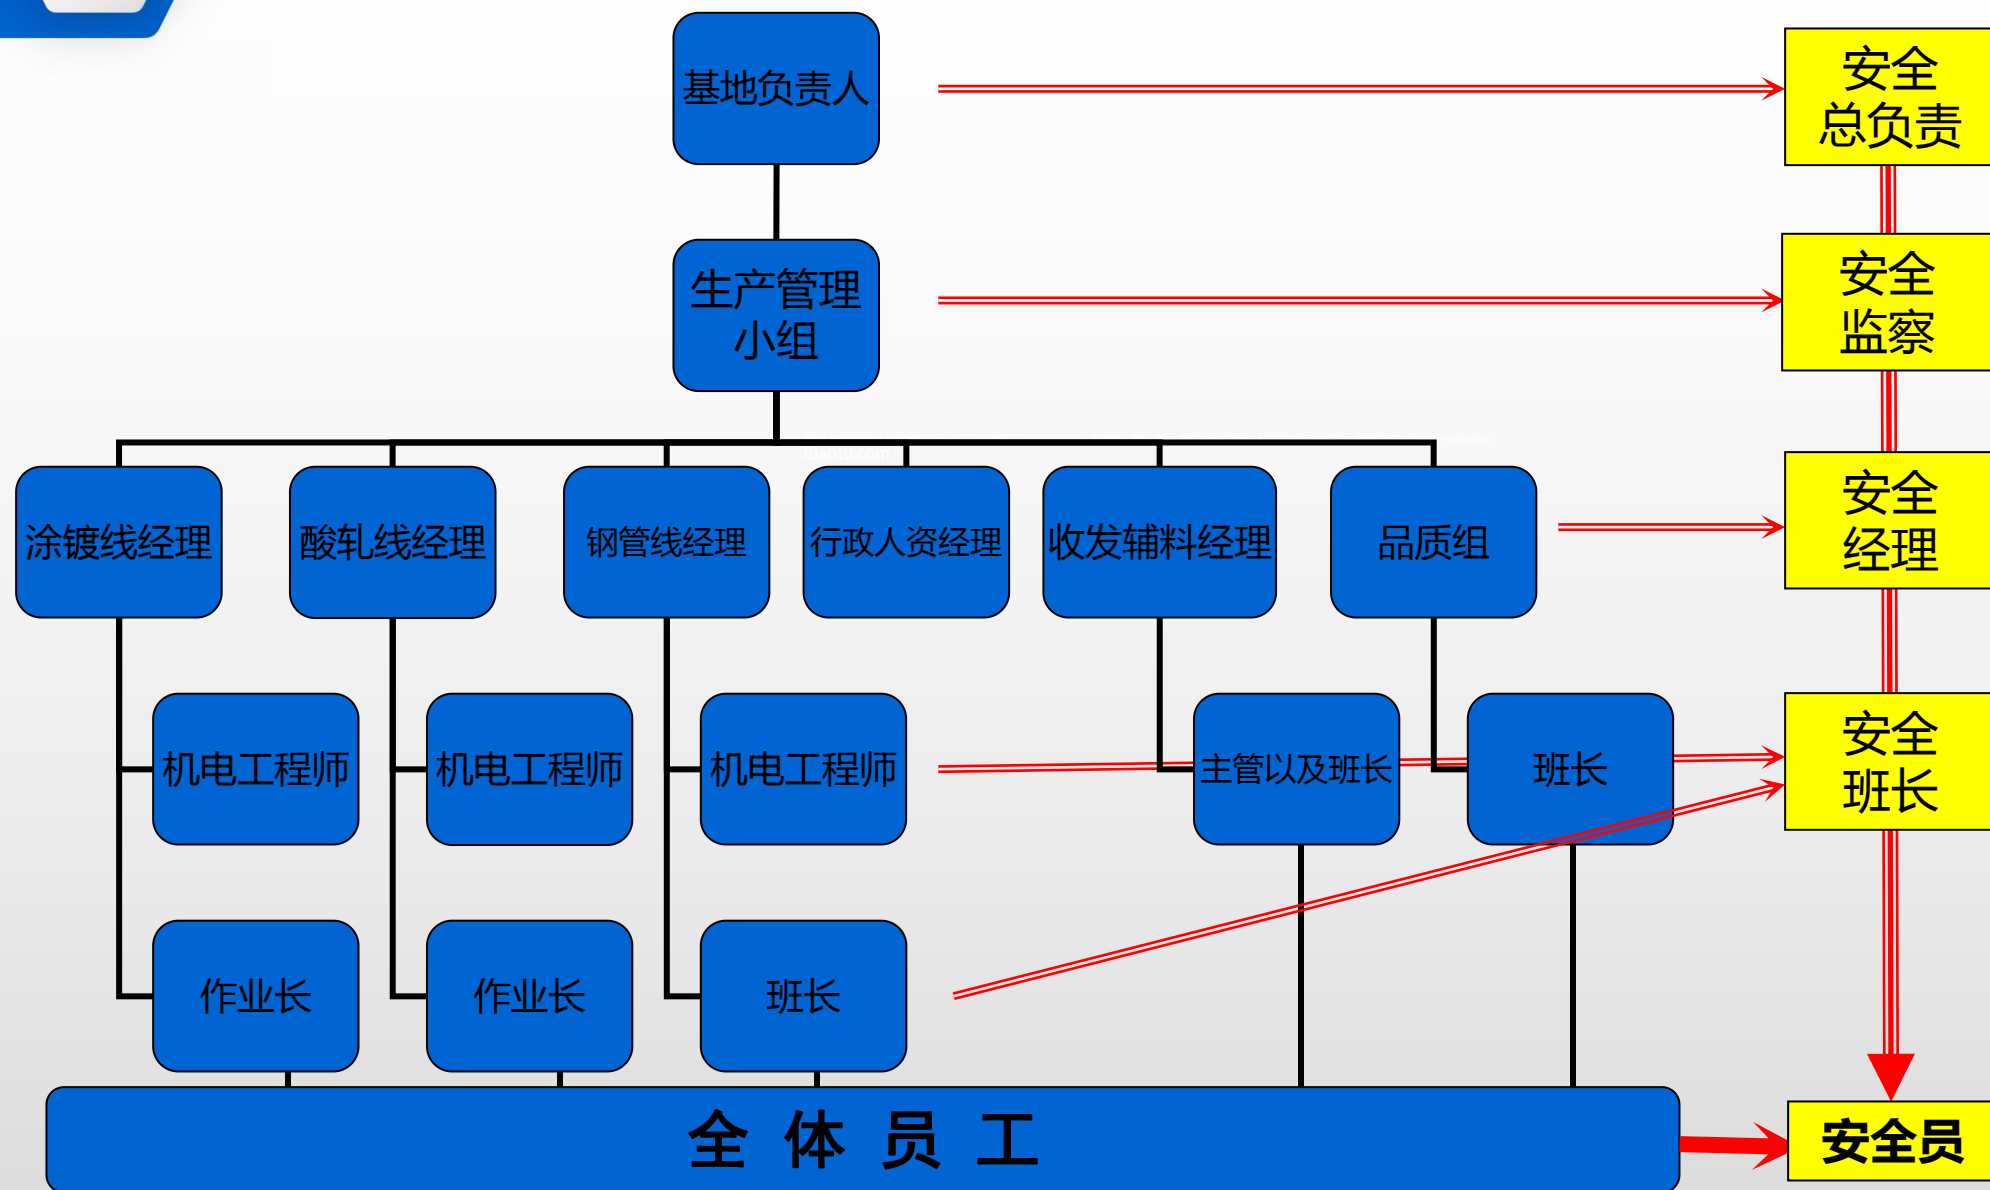 基地负责人
安全
总负责
生产管理
小组
安全
监察
ibaotu.com
涂镀线经理
酸轧线经理
钢管线经理
行政人资经理
收发辅料经理
品质组
安全
经理
机电工程师
机电工程师
机电工程师
主管以及班长
班长
安全
班长
作业长
作业长
班长
全 体 员 工
安全员